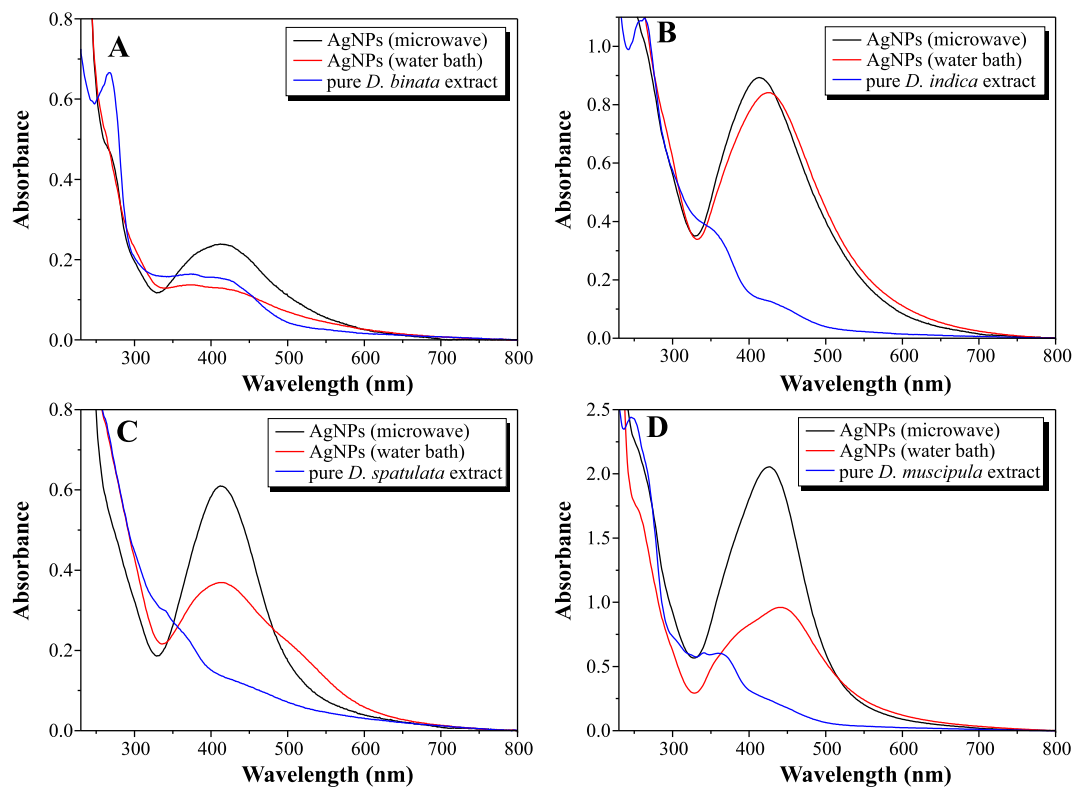 A
AgNPs (microwave)
AgNPs (water bath)
pure D. binata extract
Absorbance
0.8
0.6
0.4
0.2
0.0
300 400 500 600 700 800
Wavelength (nm)
B
AgNPs (microwave)
AgNPs (water bath)
pure D. indica extract
Absorbance
1.0
0.8
0.6
0.4
0.2
0.0
300 400 500 600 700 800
Wavelength (nm)
C
AgNPs (microwave)
AgNPs (water bath)
pure D. spatulata extract
Absorbance
0.8
0.6
0.4
0.2
0.0
300 400 500 600 700 800
Wavelength (nm)
D
AgNPs (microwave)
AgNPs (water bath)
pure D. muscipula extract
Absorbance
2.5
2.0
1.5
1.0
0.5
0.0
300 400 500 600 700 800
Wavelength (nm)